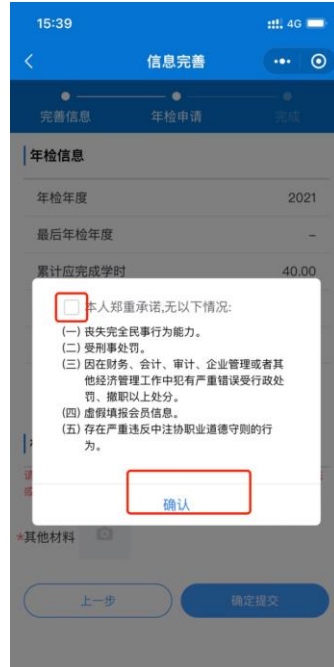 15:39
4G
信息完善
完善信息 年检申请 完成
年检信息
年检年度 2021
最后年检年度 –
累计应完成学时 40.00
本人郑重承诺,无以下情况:
(一) 丧失完全民事行为能力。
(二) 受刑事处罚。
(三) 因在财务、会计、审计、企业管理或者其
他经济管理工作中犯有严重错误受行政处
罚、撤职以上处分。
(四) 虚假填报会员信息。
(五) 存在严重违反中注协职业道德守则的行
为。
确认
*其他材料
上一步 确定提交